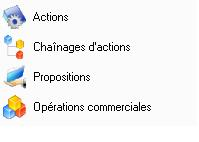 Actions
Chaînages d'actions
Propositions
Opérations commerciales